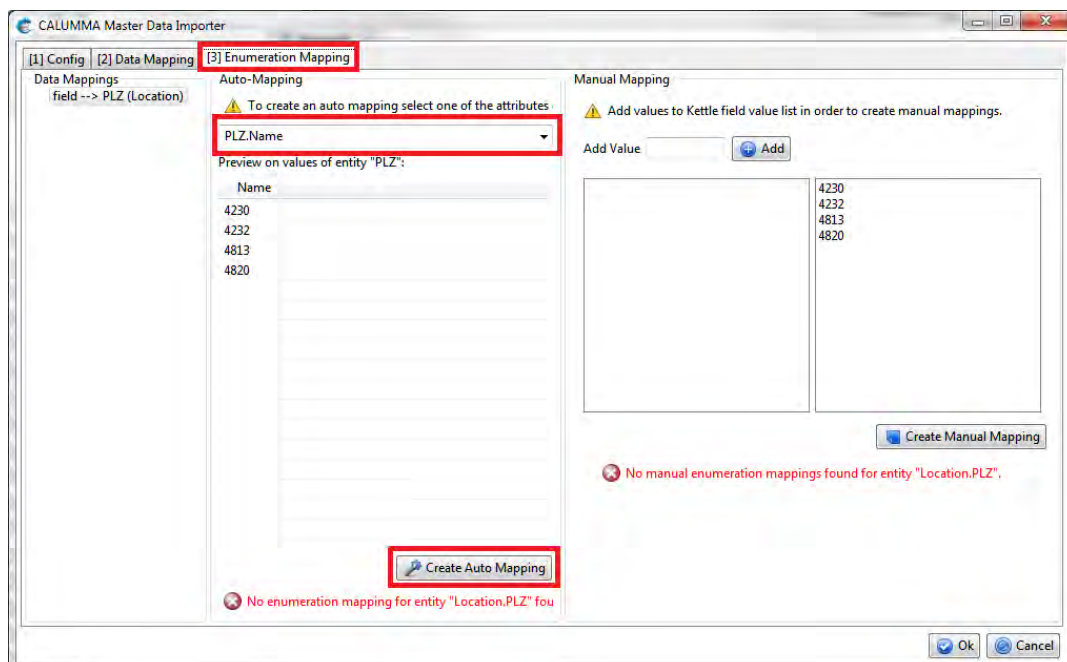 CALUMMA Master Data Importer
[1] Config [2] Data Mapping [3] Enumeration Mapping
Data Mappings
field --> PLZ (Location)
Auto-Mapping
To create an auto mapping select one of the attributes
PLZ.Name
Preview on values of entity "PLZ":
Name
4230
4232
4813
4820
Create Auto Mapping
No enumeration mapping for entity "Location.PLZ" fou
Manual Mapping
Add values to Kettle field value list in order to create manual mappings.
Add Value Add
4230
4232
4813
4820
Create Manual Mapping
No manual enumeration mappings found for entity "Location.PLZ".
Ok Cancel